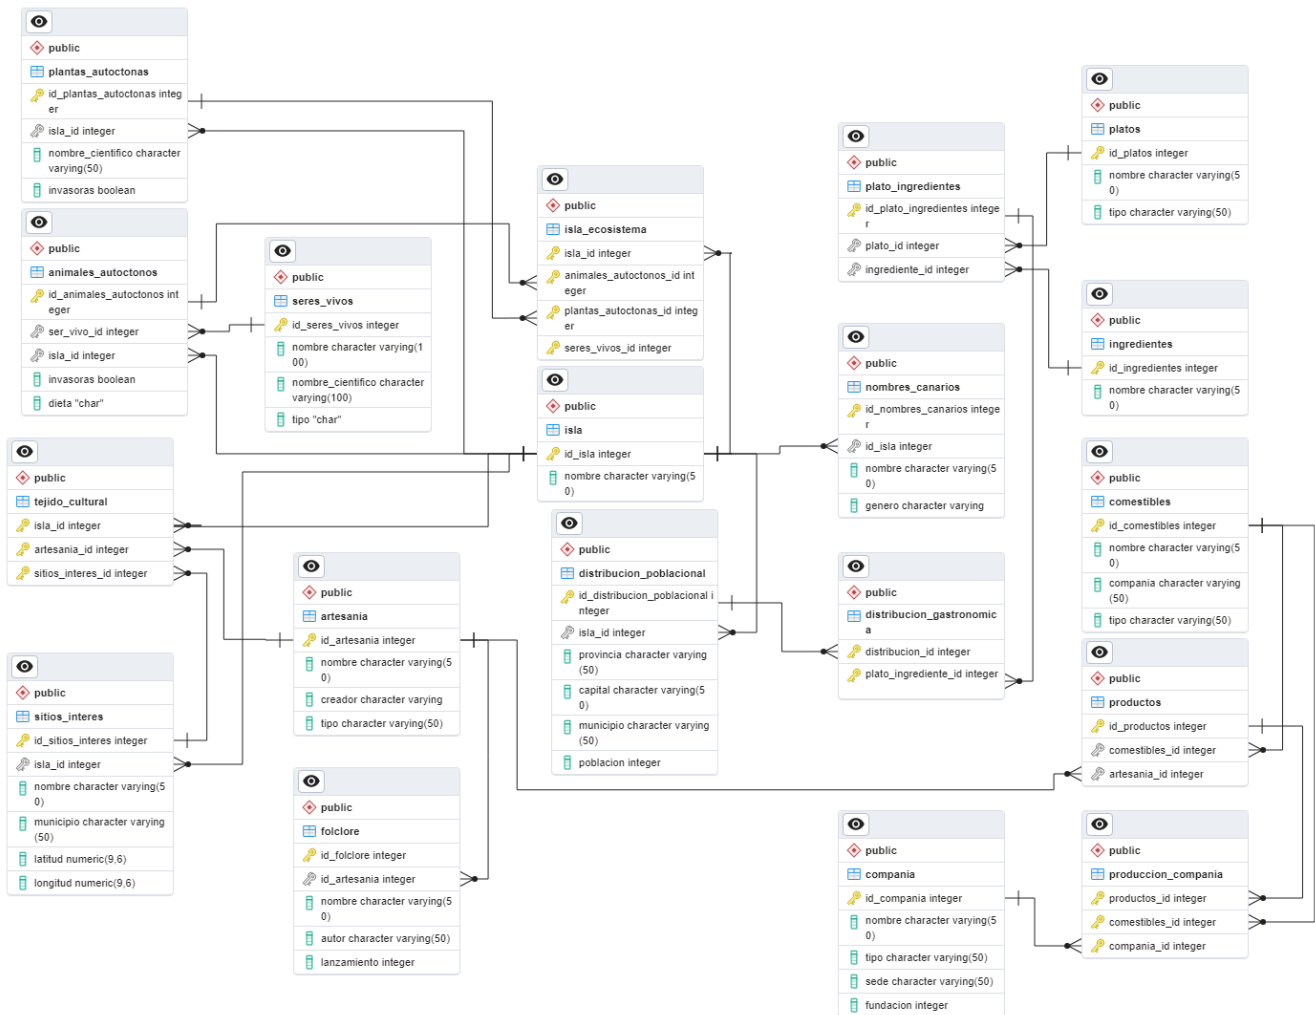 public
plantas_autoctonas
id_plantas_autoctonas integ
er
isla_id integer
nombre_cientifico character
varying(50)
invasoras boolean
public
animales_autoctonos
id_animales_autoctonos int
eger
ser_vivo_id integer
isla_id integer
invasoras boolean
dieta "char"
public
seres_vivos
id_seres_vivos integer
nombre character varying(1
00)
nombre_cientifico character
varying(100)
tipo "char"
public
tejido_cultural
isla_id integer
artesania_id integer
sitios_interes_id integer
public
sitios_interes
id_sitios_interes integer
isla_id integer
nombre character varying(5
0)
municipio character varying
(50)
latitud numeric(9,6)
longitud numeric(9,6)
public
artesania
id_artesania integer
nombre character varying(5
0)
creador character varying
tipo character varying(50)
public
folclore
id_folclore integer
id_artesania integer
nombre character varying(5
0)
autor character varying(50)
lanzamiento integer
public
isla_ecosistema
isla_id integer
animales_autoctonos_id int
eger
plantas_autoctonas_id integ
er
seres_vivos_id integer
public
isla
id_isla integer
nombre character varying(5
0)
public
distribucion_poblacional
id_distribucion_poblacional i
nteger
isla_id integer
provincia character varying
(50)
capital character varying(5
0)
municipio character varying
(50)
poblacion integer
public
plato_ingredientes
id_plato_ingredientes intege
r
plato_id integer
ingrediente_id integer
public
nombres_canarios
id_nombres_canarios intege
r
id_isla integer
nombre character varying(5
0)
genero character varying
public
distribucion_gastronomic
a
distribucion_id integer
plato_ingrediente_id integer
public
compania
id_compania integer
nombre character varying(5
0)
tipo character varying(50)
sede character varying(50)
fundacion integer
public
platos
id_platos integer
nombre character varying(5
0)
tipo character varying(50)
public
ingredientes
id_ingredientes integer
nombre character varying(5
0)
public
comestibles
id_comestibles integer
nombre character varying(5
0)
compania character varying
(50)
tipo character varying(50)
public
productos
id_productos integer
comestibles_id integer
artesania_id integer
public
produccion_compania
productos_id integer
comestibles_id integer
compania_id integer